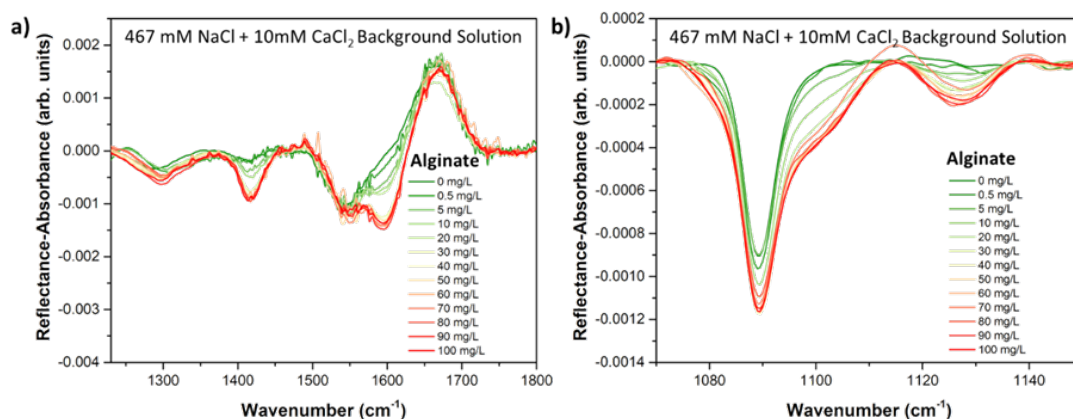 a)
467 mM NaCl + 10mM CaCl₂ Background Solution
Reflectance-Absorbance (arb. units)
0.002
0.001
0.000
-0.001
-0.002
-0.003
-0.004
Alginate
0 mg/L
0.5 mg/L
5 mg/L
10 mg/L
20 mg/L
30 mg/L
40 mg/L
50 mg/L
60 mg/L
70 mg/L
80 mg/L
90 mg/L
100 mg/L
1300
1400
1500
1600
1700
1800
Wavenumber (cm⁻¹)
b)
467 mM NaCl + 10mM CaCl₂ Background Solution
Reflectance-Absorbance (arb. units)
0.0002
0.0000
-0.0002
-0.0004
-0.0006
-0.0008
-0.0010
-0.0012
-0.0014
Alginate
0 mg/L
0.5 mg/L
5 mg/L
10 mg/L
20 mg/L
30 mg/L
40 mg/L
50 mg/L
60 mg/L
70 mg/L
80 mg/L
90 mg/L
100 mg/L
1080
1100
1120
1140
Wavenumber (cm⁻¹)